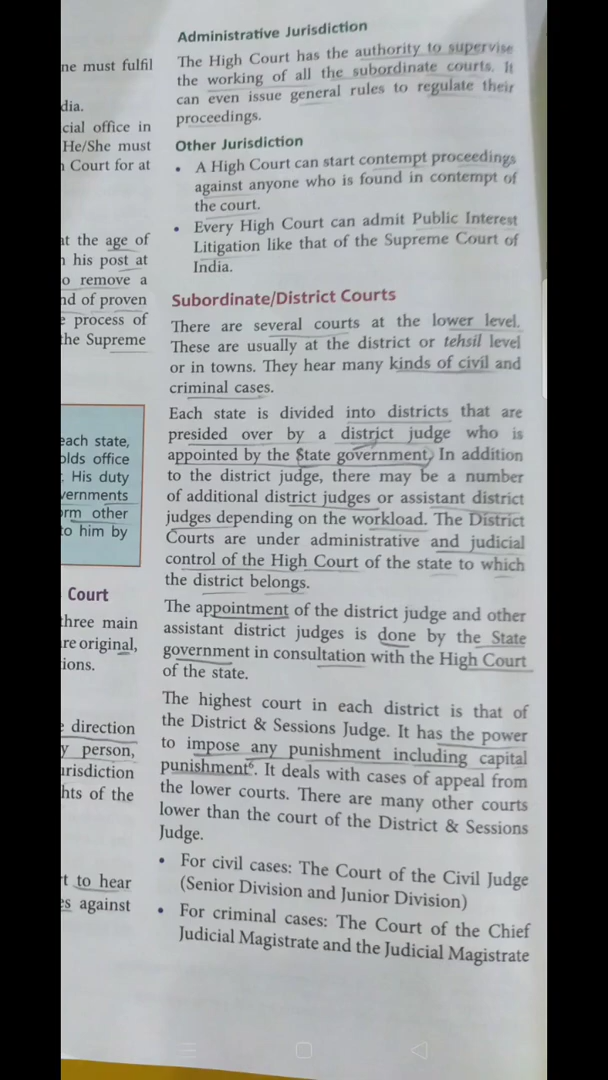 ne must fulfil
dia.
cial office in
He/She must
Court for at
at the age of
his post at
o remove a
nd of proven
process of
the Supreme
each state,
olds office
His duty
vernments
rm other
to him by
Court
three main
re original,
ions.
direction
y person,
urisdiction
hts of the
t to hear
es against
Administrative Jurisdiction
The High Court has the authority to supervise
the working of all the subordinate courts. It
can even issue general rules to regulate their
proceedings.
Other Jurisdiction
• A High Court can start contempt proceedings
against anyone who is found in contempt of
the court.
• Every High Court can admit Public Interest
Litigation like that of the Supreme Court of
India.
Subordinate/District Courts
There are several courts at the lower level.
These are usually at the district or tehsil level
or in towns. They hear many kinds of civil and
criminal cases.
Each state is divided into districts that are
presided over by a district judge who is
appointed by the State government. In addition
to the district judge, there may be a number
of additional district judges or assistant district
judges depending on the workload. The District
Courts are under administrative and judicial
control of the High Court of the state to which
the district belongs.
The appointment of the district judge and other
assistant district judges is done by the State
government in consultation with the High Court
of the state.
The highest court in each district is that of
the District & Sessions Judge. It has the power
to impose any punishment including capital
punishment⁶. It deals with cases of appeal from
the lower courts. There are many other courts
lower than the court of the District & Sessions
Judge.
• For civil cases: The Court of the Civil Judge
(Senior Division and Junior Division)
• For criminal cases: The Court of the Chief
Judicial Magistrate and the Judicial Magistrate